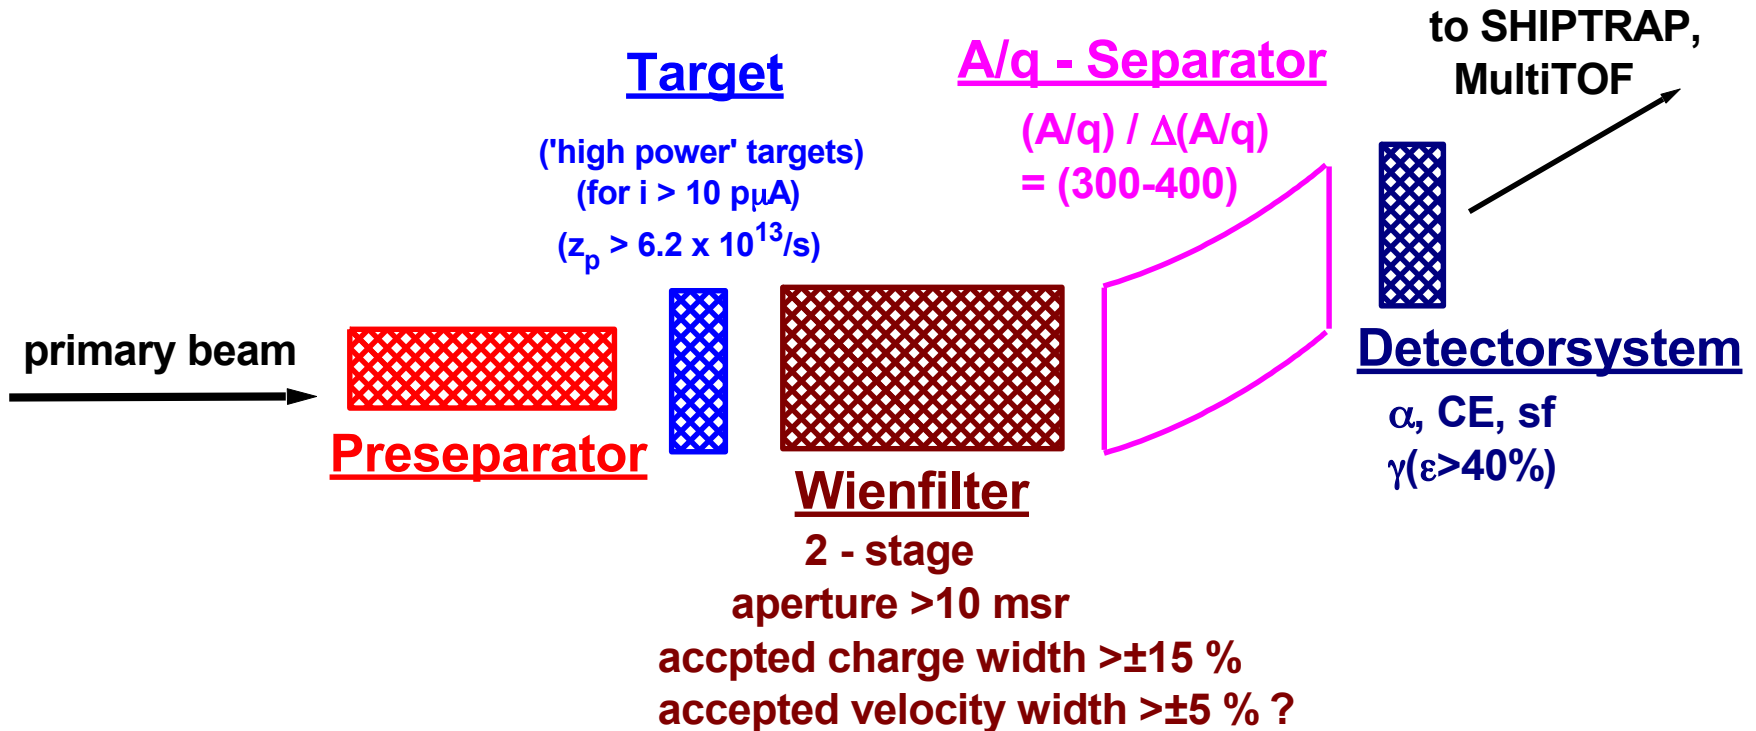 primary beam
Preseparator
Target
('high power' targets)
(for i > 10 pμA)
(z_p > 6.2 x 10^13/s)
Wienfilter
2 - stage
aperture >10 msr
accpted charge width >±15 %
accepted velocity width >±5 % ?
A/q - Separator
(A/q) / Δ(A/q)
= (300-400)
to SHIPTRAP,
MultiTOF
Detectorsystem
α, CE, sf
γ(ε>40%)